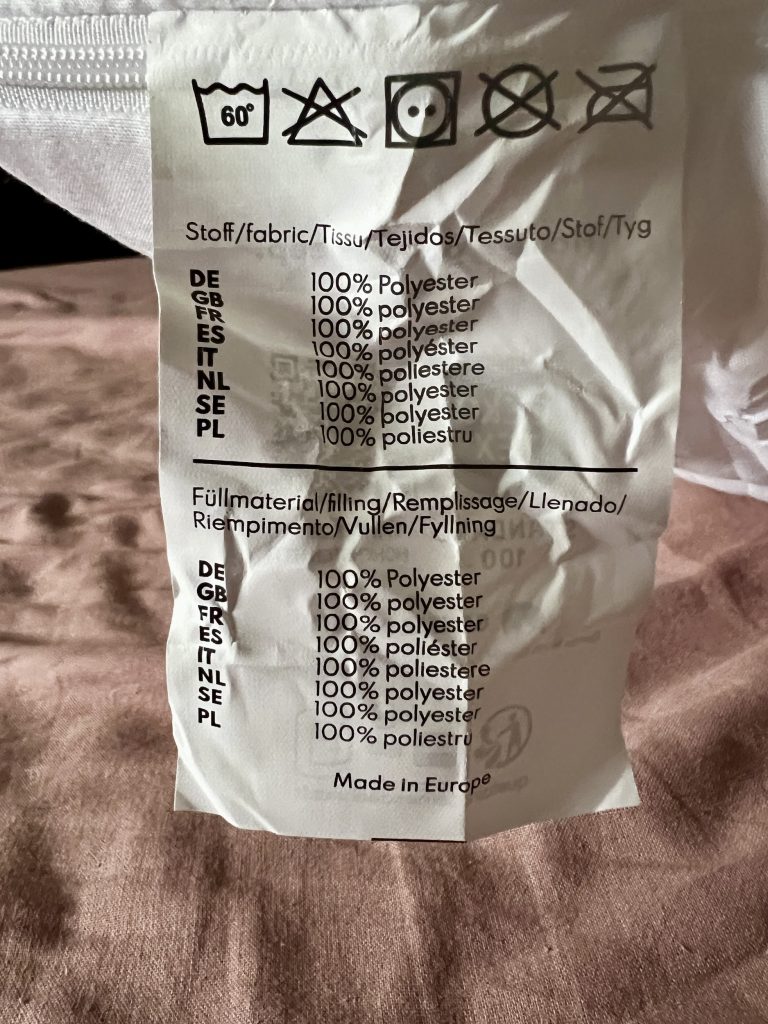 60°
Stoff/fabric/Tissu/Tejidos/Tessuto/Stof/Tyg
DE 100% Polyester
GB 100% polyester
FR 100% polyester
ES 100% polyéster
IT 100% poliestere
NL 100% polyester
SE 100% polyester
PL 100% poliestru
Füllmaterial/filling/Remplissage/Llenado/
Riempimento/Vullen/Fyllning
DE 100% Polyester
GB 100% polyester
FR 100% polyester
ES 100% poliéster
IT 100% poliestere
NL 100% polyester
SE 100% polyester
PL 100% poliestru
Made in Europe